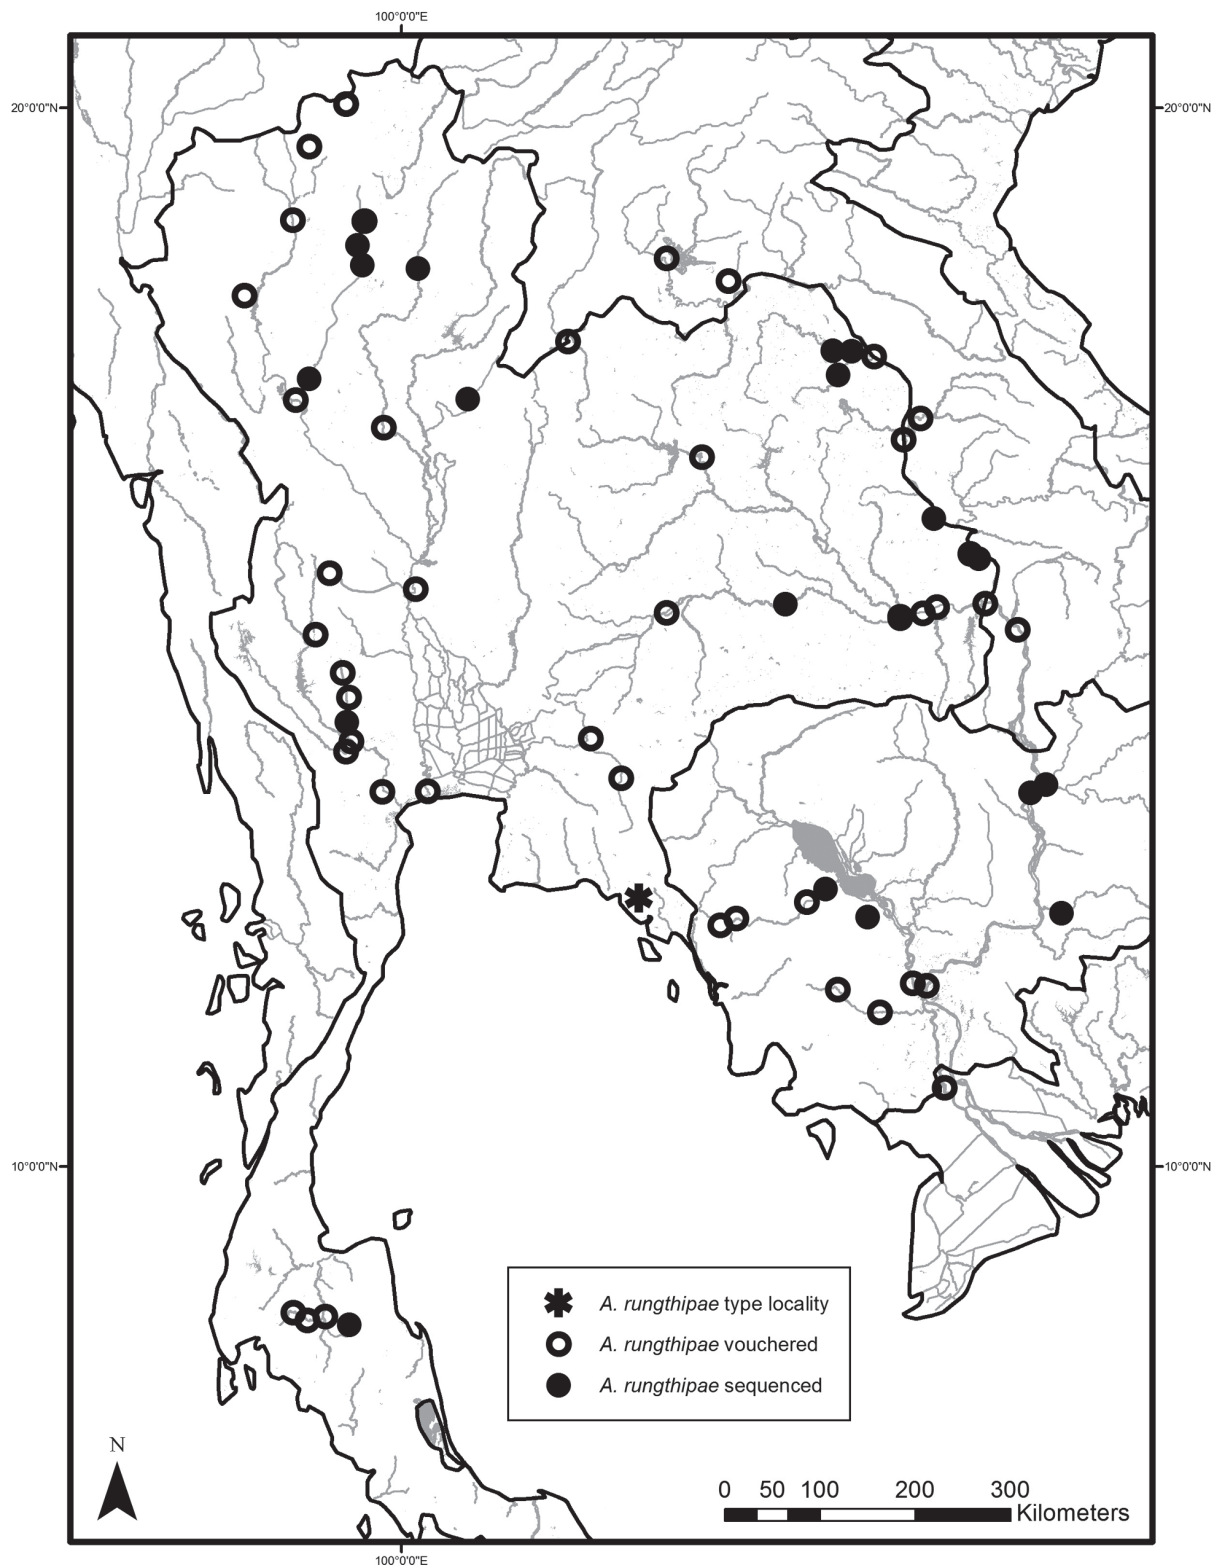 100°0'0"E
20°0'0"N
20°0'0"N
10°0'0"N
10°0'0"N
A. rungthipae type locality
A. rungthipae vouchered
A. rungthipae sequenced
N
0 50 100 200 300
Kilometers
100°0'0"E